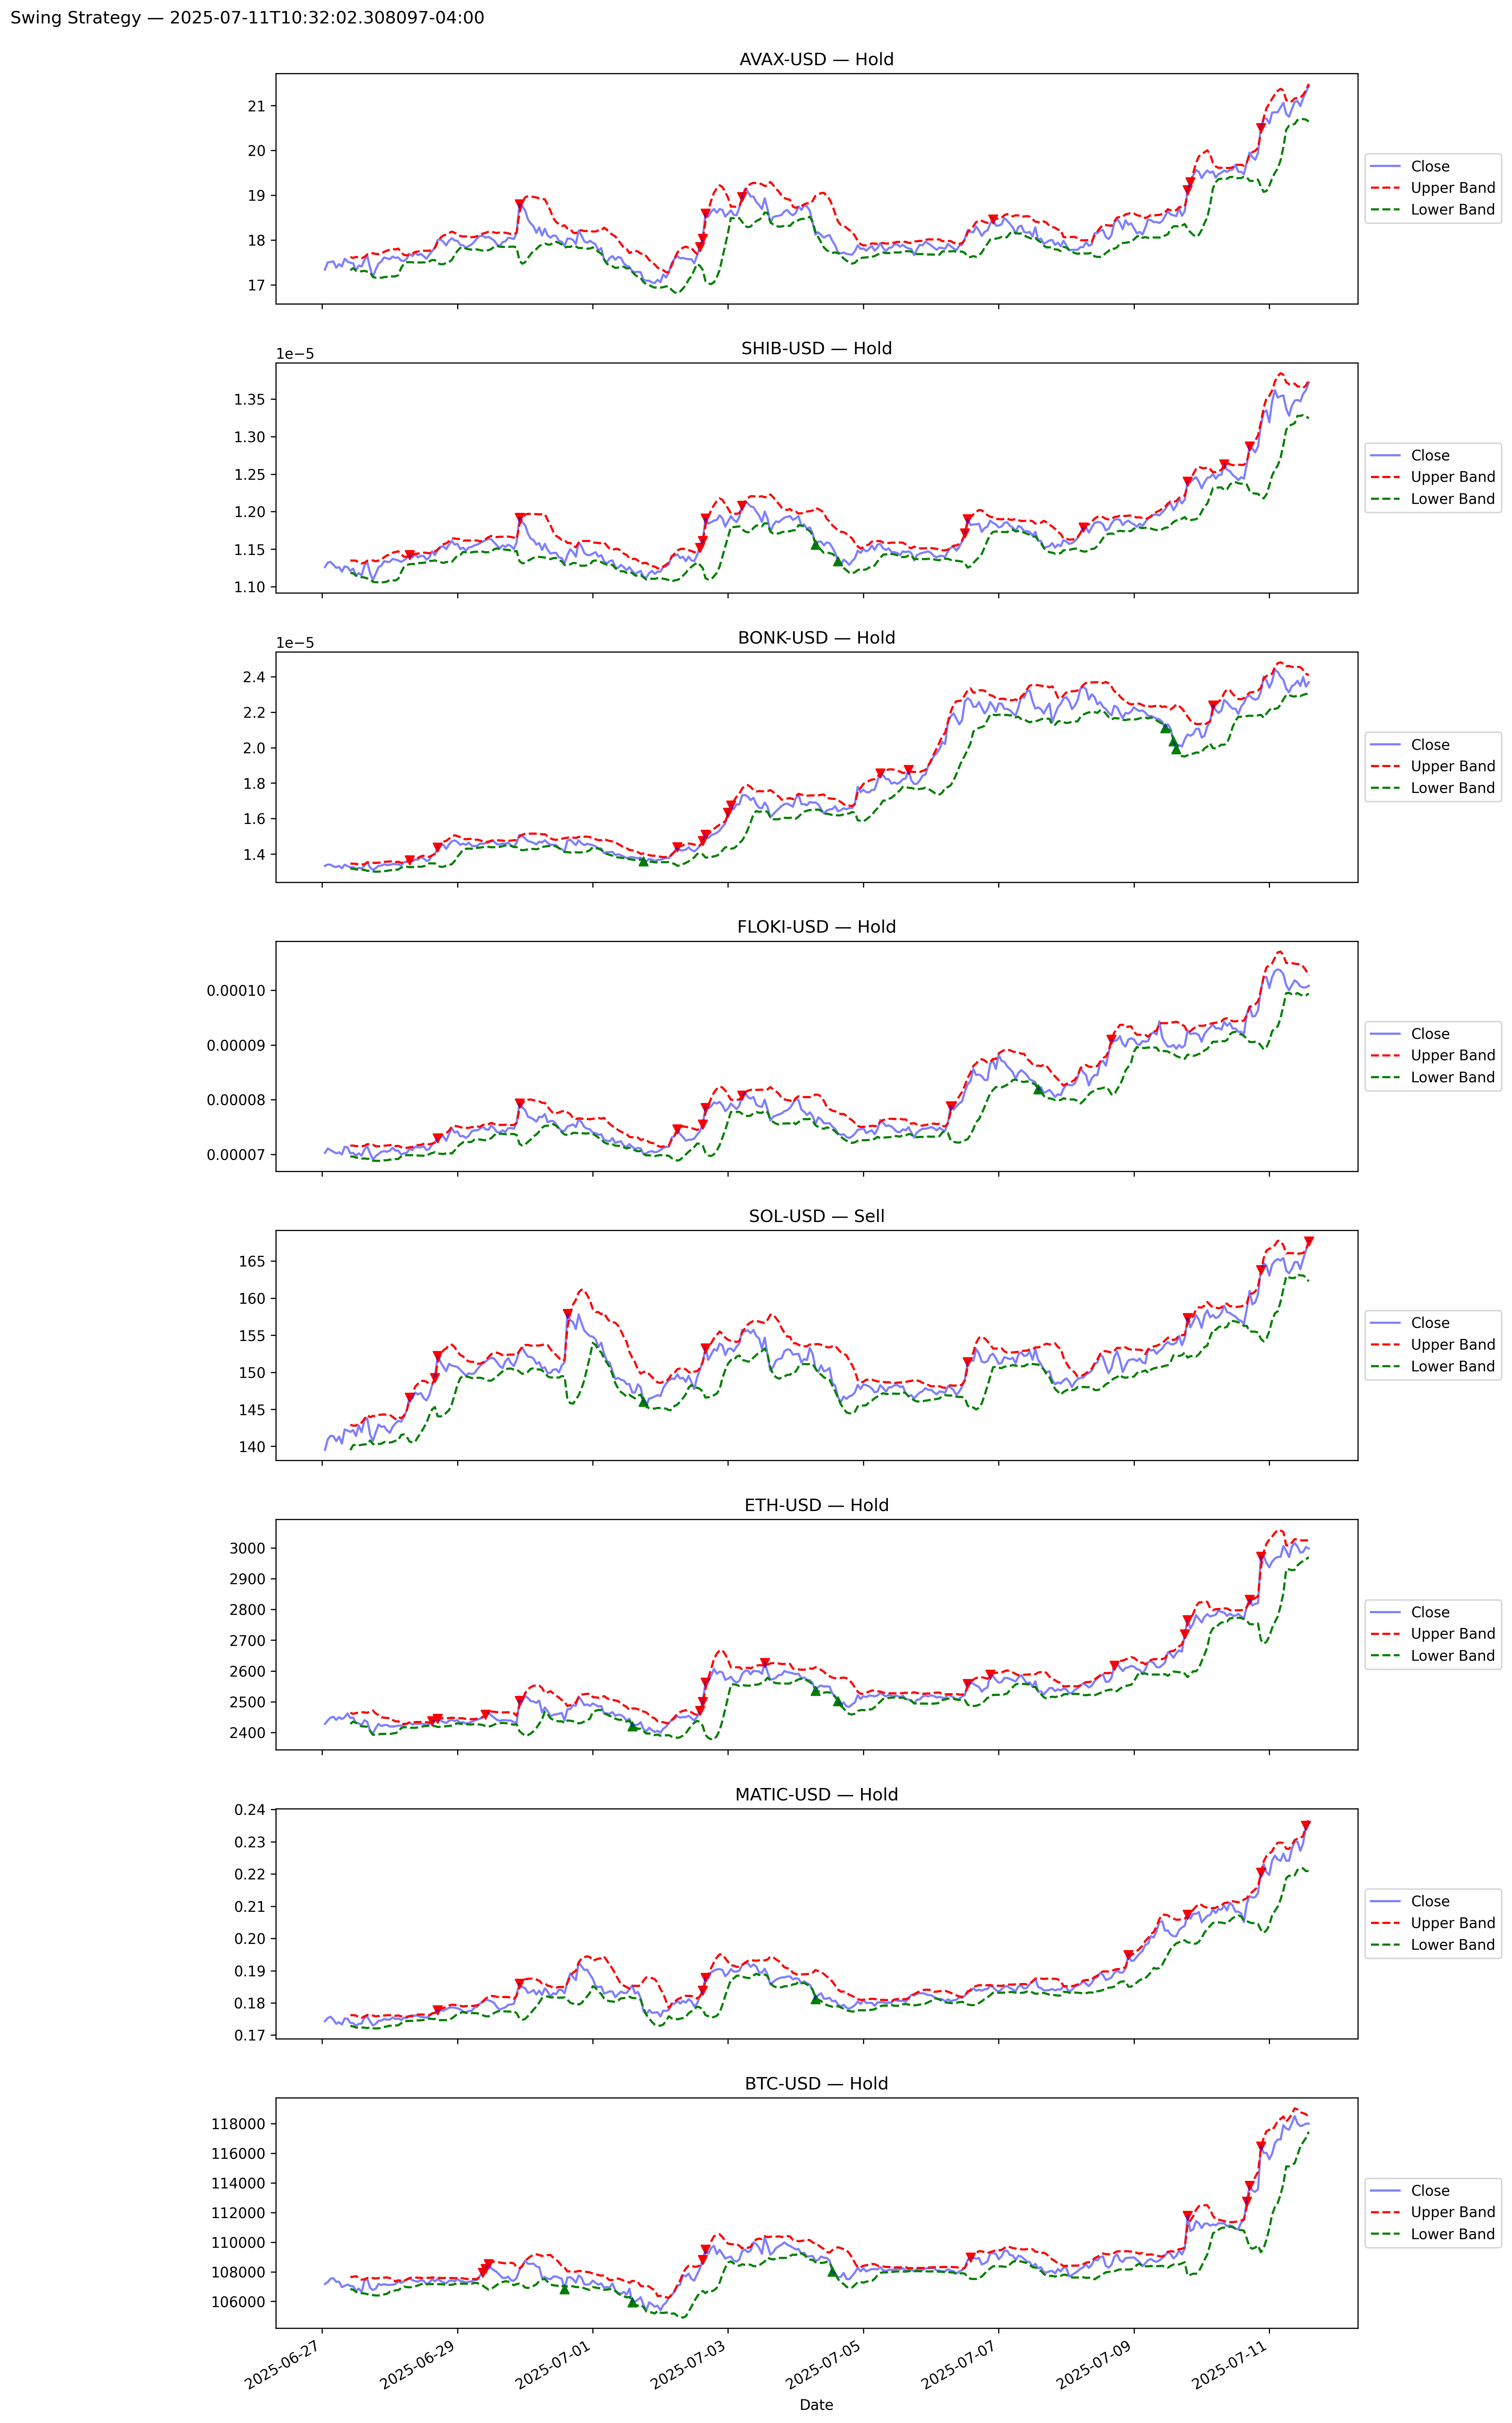 Swing Strategy — 2025-07-11T10:32:02.308097-04:00
AVAX-USD — Hold
21
20
19
18
17
Close
Upper Band
Lower Band
SHIB-USD — Hold
1e−5
1.35
1.30
1.25
1.20
1.15
1.10
Close
Upper Band
Lower Band
BONK-USD — Hold
1e−5
2.4
2.2
2.0
1.8
1.6
1.4
Close
Upper Band
Lower Band
FLOKI-USD — Hold
0.00010
0.00009
0.00008
0.00007
Close
Upper Band
Lower Band
SOL-USD — Sell
165
160
155
150
145
140
Close
Upper Band
Lower Band
ETH-USD — Hold
3000
2900
2800
2700
2600
2500
2400
Close
Upper Band
Lower Band
MATIC-USD — Hold
0.24
0.23
0.22
0.21
0.20
0.19
0.18
0.17
Close
Upper Band
Lower Band
BTC-USD — Hold
118000
116000
114000
112000
110000
108000
106000
Close
Upper Band
Lower Band
2025-06-27
2025-06-29
2025-07-01
2025-07-03
2025-07-05
2025-07-07
2025-07-09
2025-07-11
Date